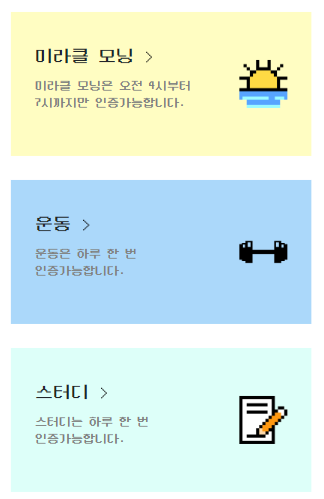 미라클 모닝 >
미라클 모닝은 오전 4시부터
7시까지만 인증가능합니다.
운동 >
운동은 하루 한 번
인증가능합니다.
스터디 >
스터디는 하루 한 번
인증가능합니다.